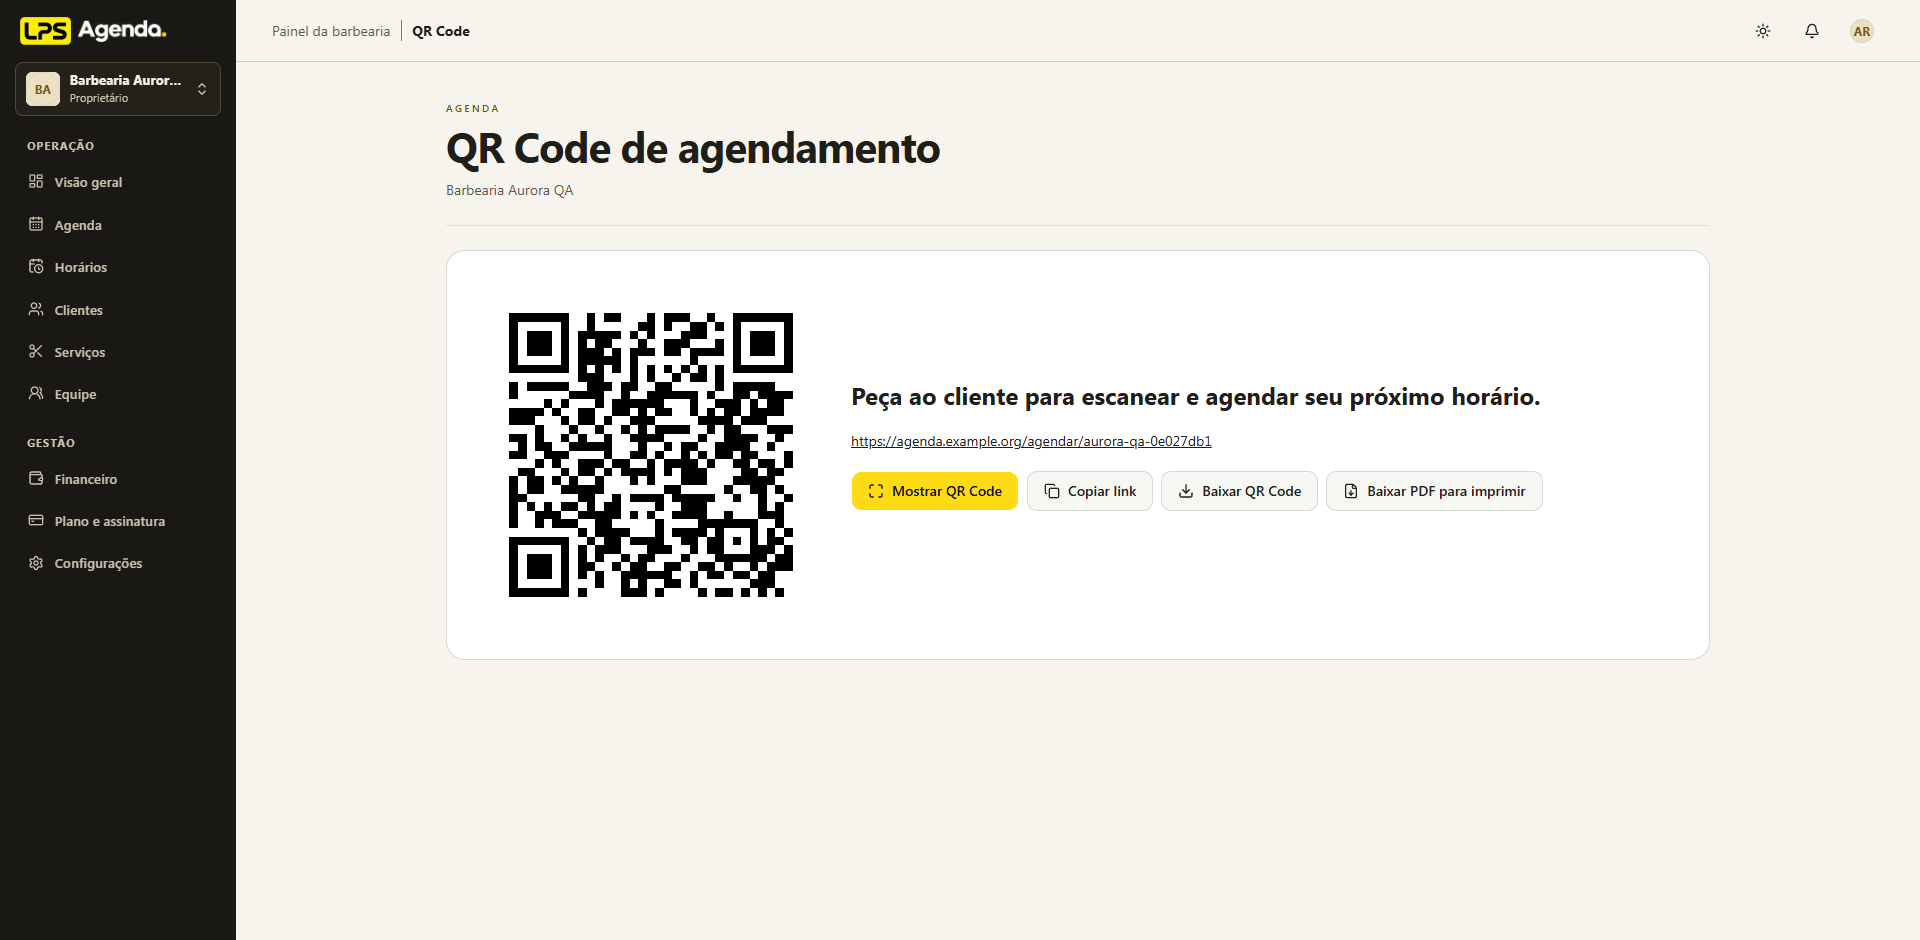 LPS Agenda.
BA
Barbearia Auror...
Proprietário
OPERAÇÃO
Visão geral
Agenda
Horários
Clientes
Serviços
Equipe
GESTÃO
Financeiro
Plano e assinatura
Configurações
Painel da barbearia
QR Code
AR
AGENDA
QR Code de agendamento
Barbearia Aurora QA
Peça ao cliente para escanear e agendar seu próximo horário.
https://agenda.example.org/agendar/aurora-qa-0e027db1
Mostrar QR Code
Copiar link
Baixar QR Code
Baixar PDF para imprimir